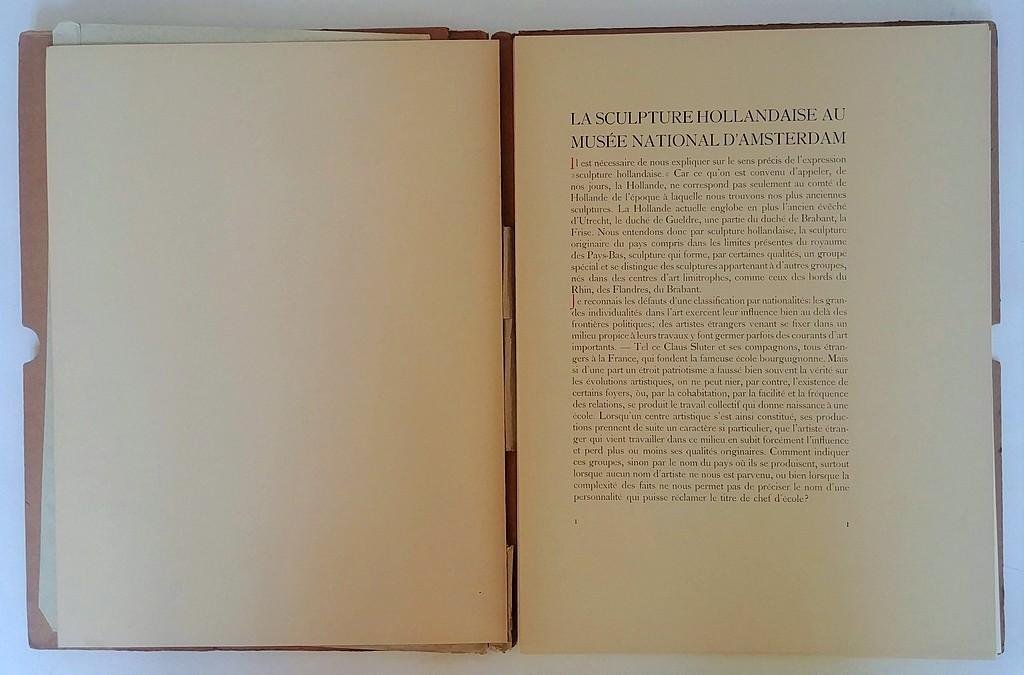 LA SCULPTURE HOLLANDAISE AU
MUSÉE NATIONAL D'AMSTERDAM
Il est nécessaire de nous expliquer sur le sens précis de l'expression
»sculpture hollandaise.« Car ce qu'on est convenu d'appeler, de
nos jours, la Hollande, ne correspond pas seulement au comté de
Hollande de l'époque à laquelle nous trouvons nos plus anciennes
sculptures. La Hollande actuelle englobe en plus l'ancien évêché
d'Utrecht, le duché de Gueldre, une partie du duché de Brabant, la
Frise. Nous entendons donc par sculpture hollandaise, la sculpture
originaire du pays compris dans les limites présentes du royaume
des Pays-Bas, sculpture qui forme, par certaines qualités, un groupe
spécial et se distingue des sculptures appartenant à d'autres groupes,
nés dans des centres d'art limitrophes, comme ceux des bords du
Rhin, des Flandres, du Brabant.
Je reconnais les défauts d'une classification par nationalités: les gran-
des individualités dans l'art exercent leur influence bien au delà des
frontières politiques; des artistes étrangers venant se fixer dans un
milieu propice à leurs travaux y font germer parfois des courants d'art
importants. — Tel ce Claus Sluter et ses compagnons, tous étran-
gers à la France, qui fondent la fameuse école bourguignonne. Mais
si d'une part un étroit patriotisme a faussé bien souvent la vérité sur
les évolutions artistiques, on ne peut nier, par contre, l'existence de
certains foyers, òu, par la cohabitation, par la facilité et la fréquence
des relations, se produit le travail collectif qui donne naissance à une
école. Lorsqu'un centre artistique s'est ainsi constitué, ses produc-
tions prennent de suite un caractère si particulier, que l'artiste étran-
ger qui vient travailler dans ce milieu en subit forcément l'influence
et perd plus ou moins ses qualités originaires. Comment indiquer
ces groupes, sinon par le nom du pays où ils se produisent, surtout
lorsque aucun nom d'artiste ne nous est parvenu, ou bien lorsque la
complexité des faits ne nous permet pas de préciser le nom d'une
personnalité qui puisse réclamer le titre de chef d'école?
1 1